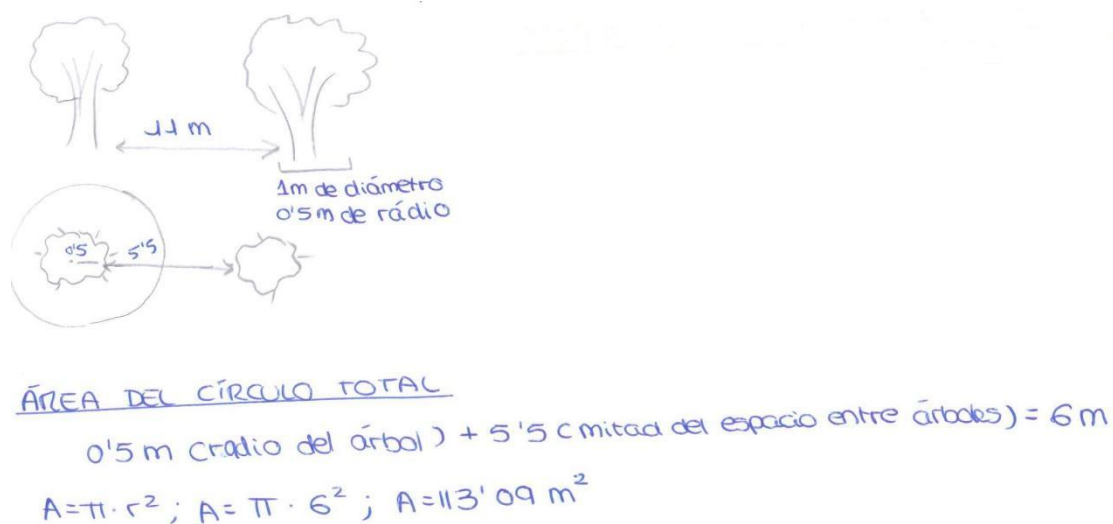 11 m
1m de diámetro
0'5m de rádio
0'5 5'5
ÁREA DEL CÍRCULO TOTAL
0'5 m (radio del árbol) + 5'5 (mitad del espacio entre árboles) = 6 m
A=π·r²; A= π · 6²; A=113'09 m²